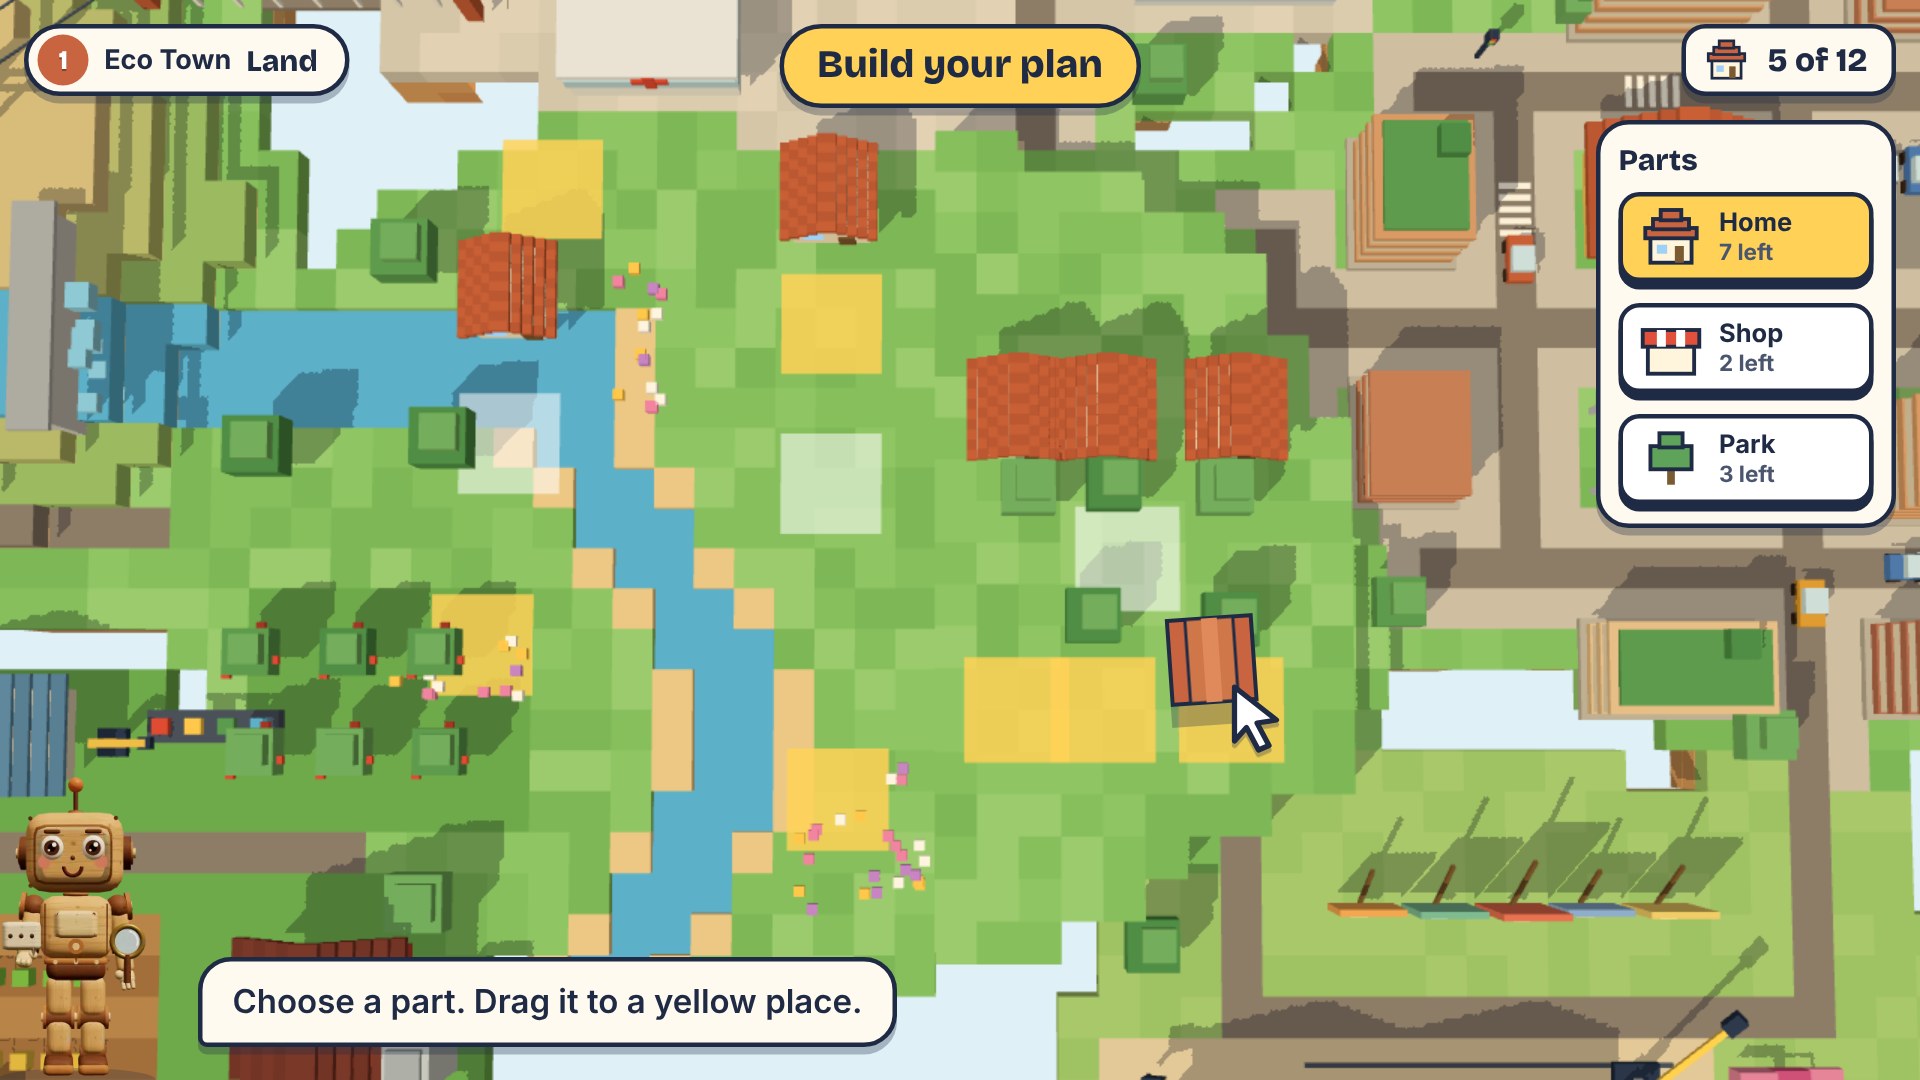 1 Eco Town Land
Build your plan
5 of 12
Parts
Home
7 left
Shop
2 left
Park
3 left
Choose a part. Drag it to a yellow place.